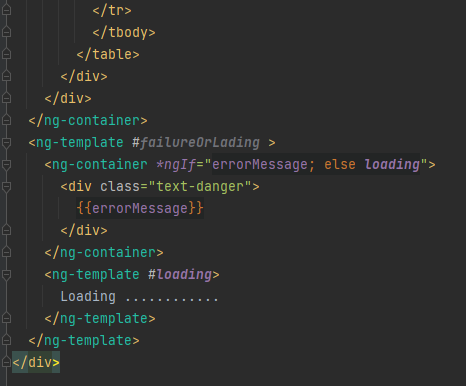 </tr>
</tbody>
</table>
</div>
</div>
</ng-container>
<ng-template #failureOrLading >
<ng-container *ngIf="errorMessage; else loading">
<div class="text-danger">
{{errorMessage}}
</div>
</ng-container>
<ng-template #loading>
Loading ............
</ng-template>
</ng-template>
</div>